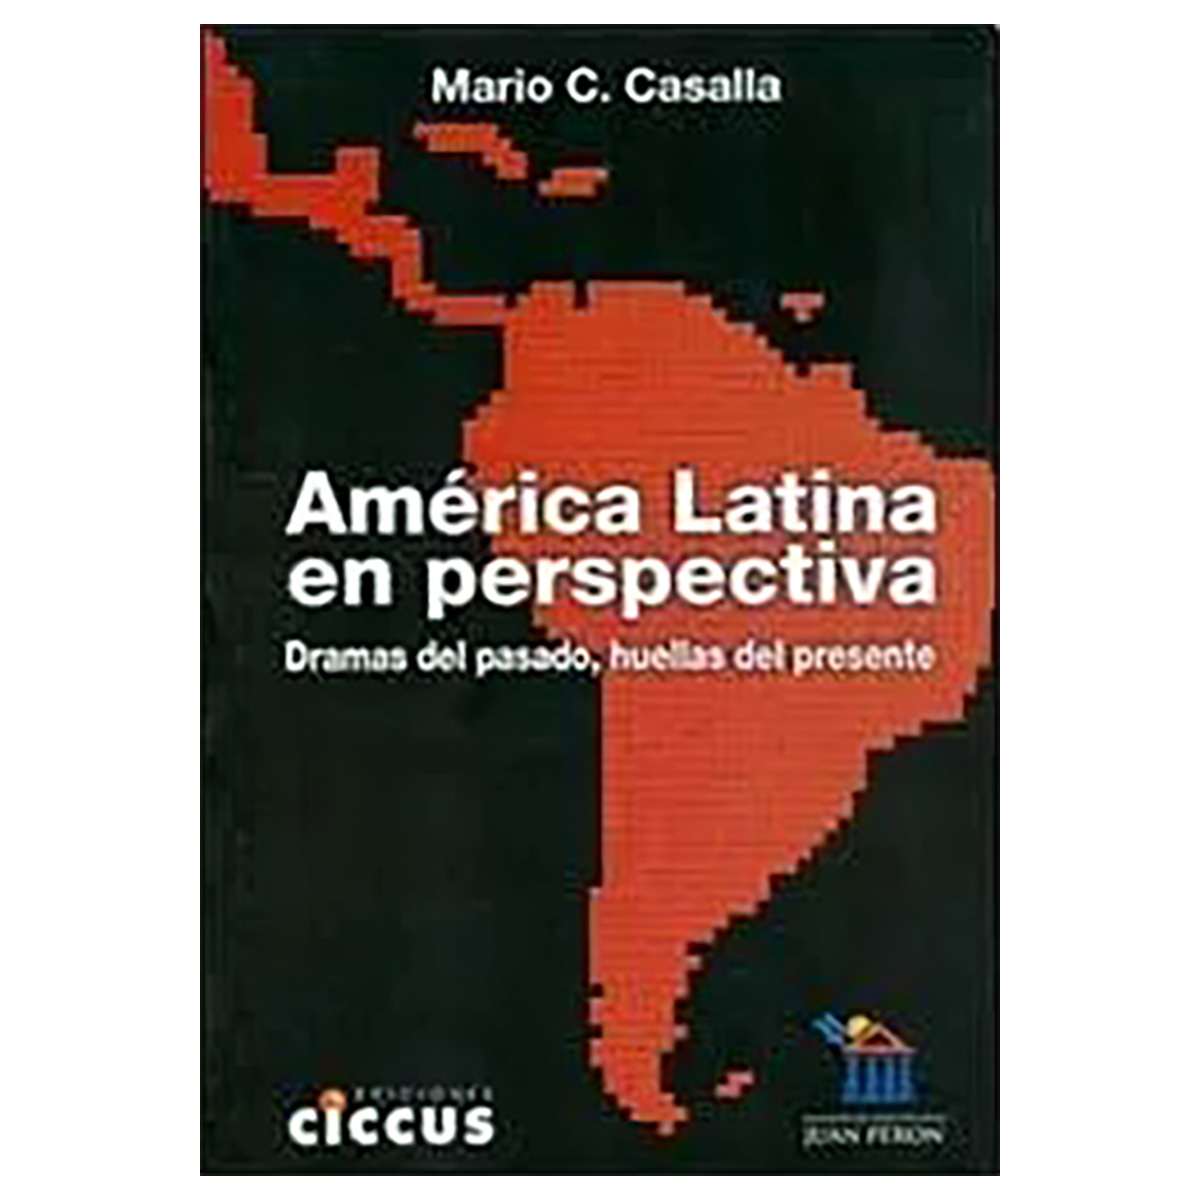 Mario C. Casalla
América Latina
en perspectiva
Dramas del pasado, huellas del presente
EDICIONES
CICCUS
JUAN PERON